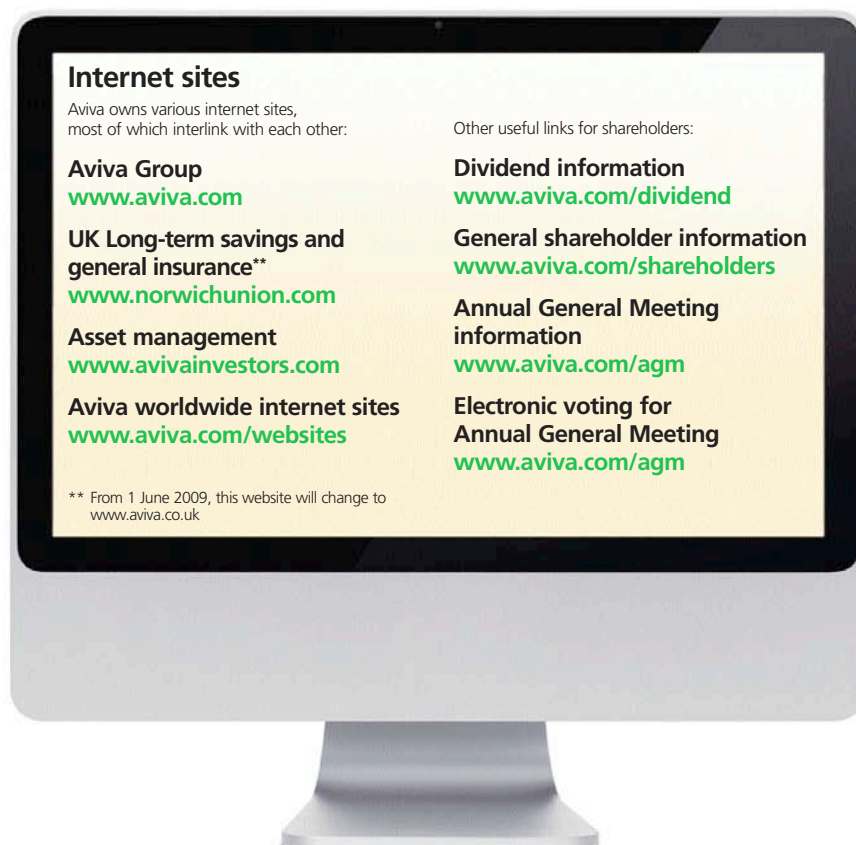 Internet sites
Aviva owns various internet sites,
most of which interlink with each other:
Aviva Group
www.aviva.com
UK Long-term savings and
general insurance**
www.norwichunion.com
Asset management
www.avivainvestors.com
Aviva worldwide internet sites
www.aviva.com/websites
** From 1 June 2009, this website will change to
www.aviva.co.uk
Other useful links for shareholders:
Dividend information
www.aviva.com/dividend
General shareholder information
www.aviva.com/shareholders
Annual General Meeting
information
www.aviva.com/agm
Electronic voting for
Annual General Meeting
www.aviva.com/agm